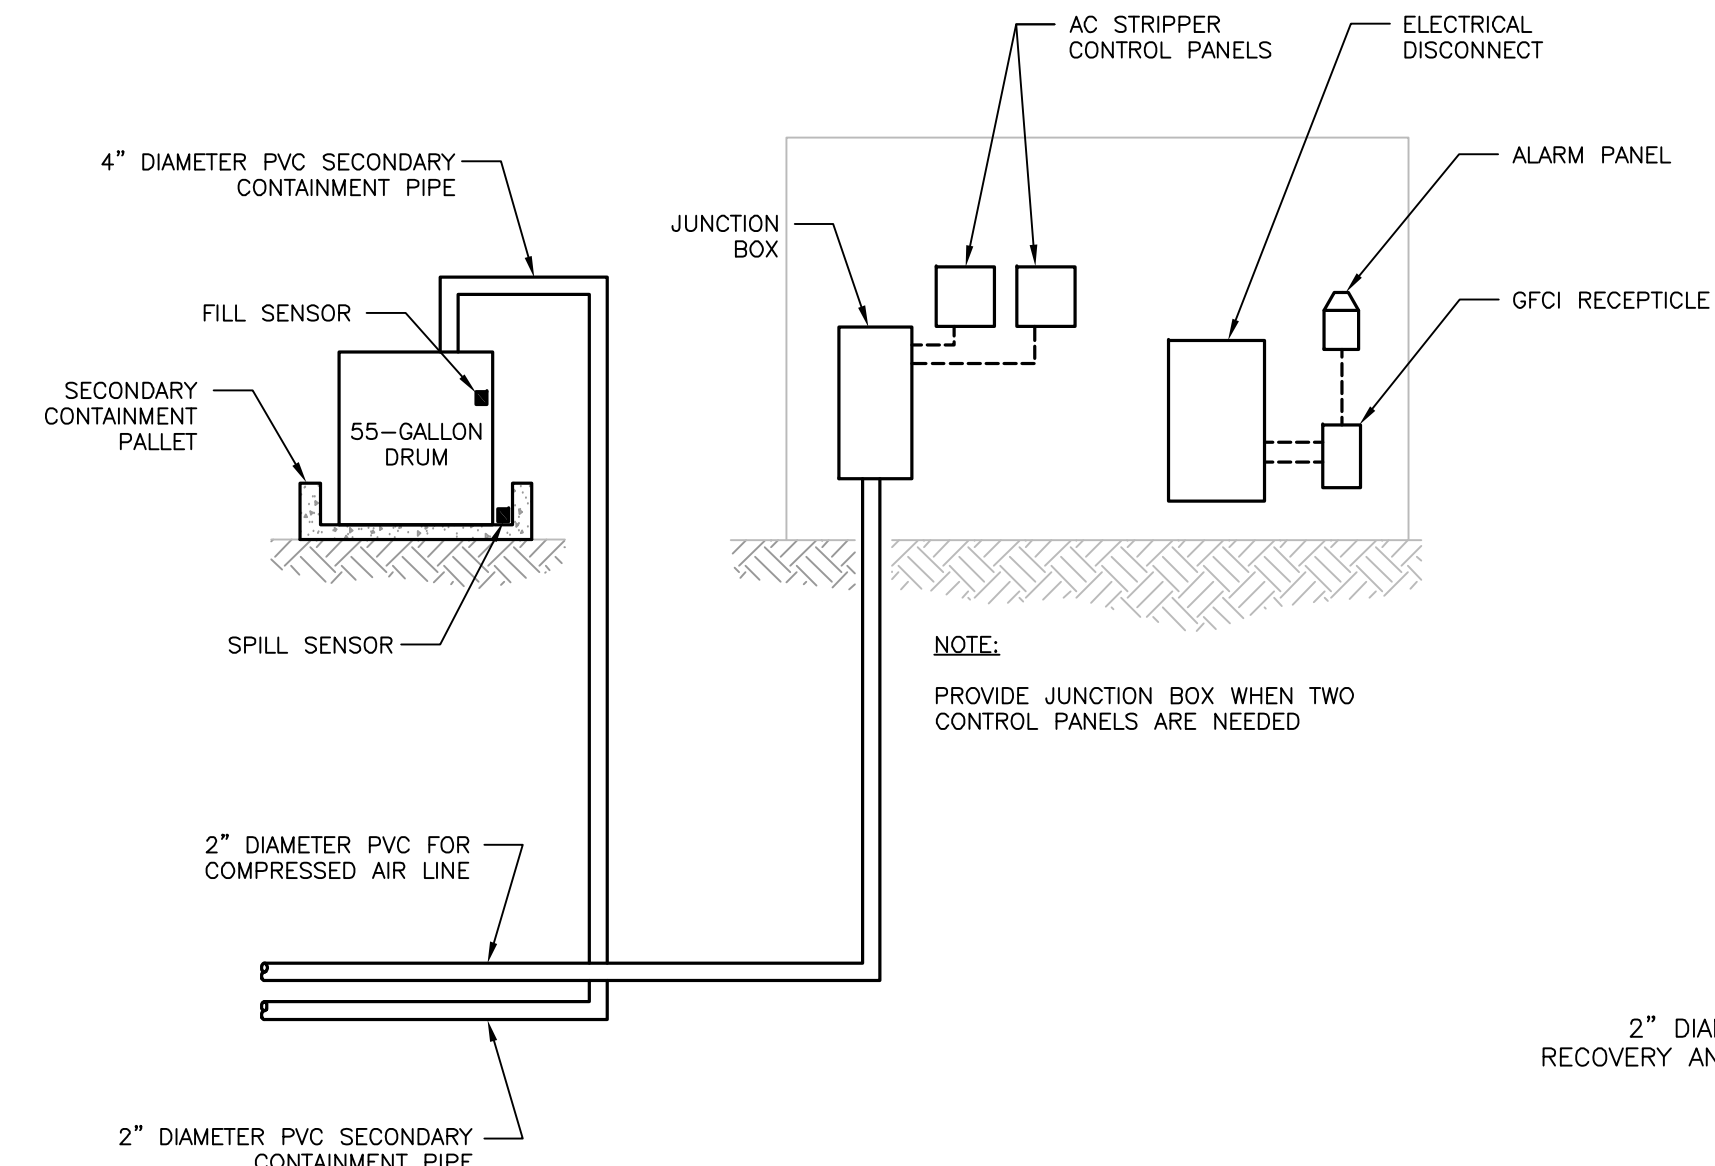 AC STRIPPER
CONTROL PANELS
ELECTRICAL
DISCONNECT
4” DIAMETER PVC SECONDARY
CONTAINMENT PIPE
ALARM PANEL
JUNCTION
BOX
FILL SENSOR
GFCI RECEPTICLE
SECONDARY
CONTAINMENT
PALLET
55-GALLON
DRUM
SPILL SENSOR
NOTE:
PROVIDE JUNCTION BOX WHEN TWO
CONTROL PANELS ARE NEEDED
2” DIAMETER PVC FOR
COMPRESSED AIR LINE
2”
RECOVERY
2” DIAMETER PVC SECONDARY
CONTAINMENT PIPE